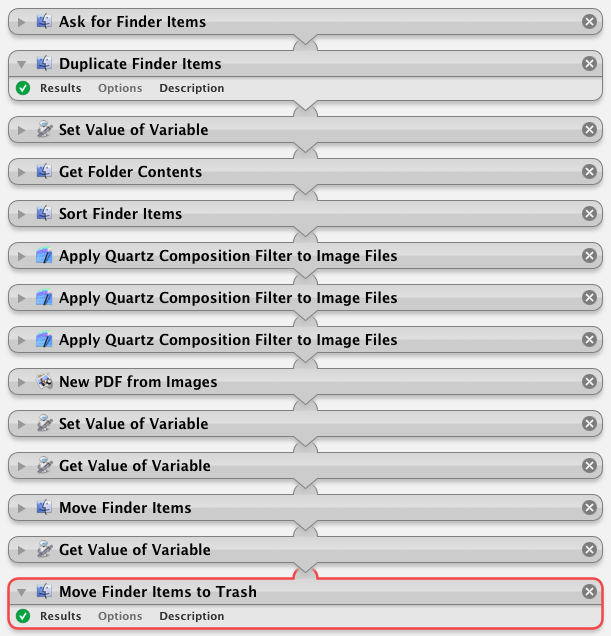 Ask for Finder Items
Duplicate Finder Items
Results Options Description
Set Value of Variable
Get Folder Contents
Sort Finder Items
Apply Quartz Composition Filter to Image Files
Apply Quartz Composition Filter to Image Files
Apply Quartz Composition Filter to Image Files
New PDF from Images
Set Value of Variable
Get Value of Variable
Move Finder Items
Get Value of Variable
Move Finder Items to Trash
Results Options Description